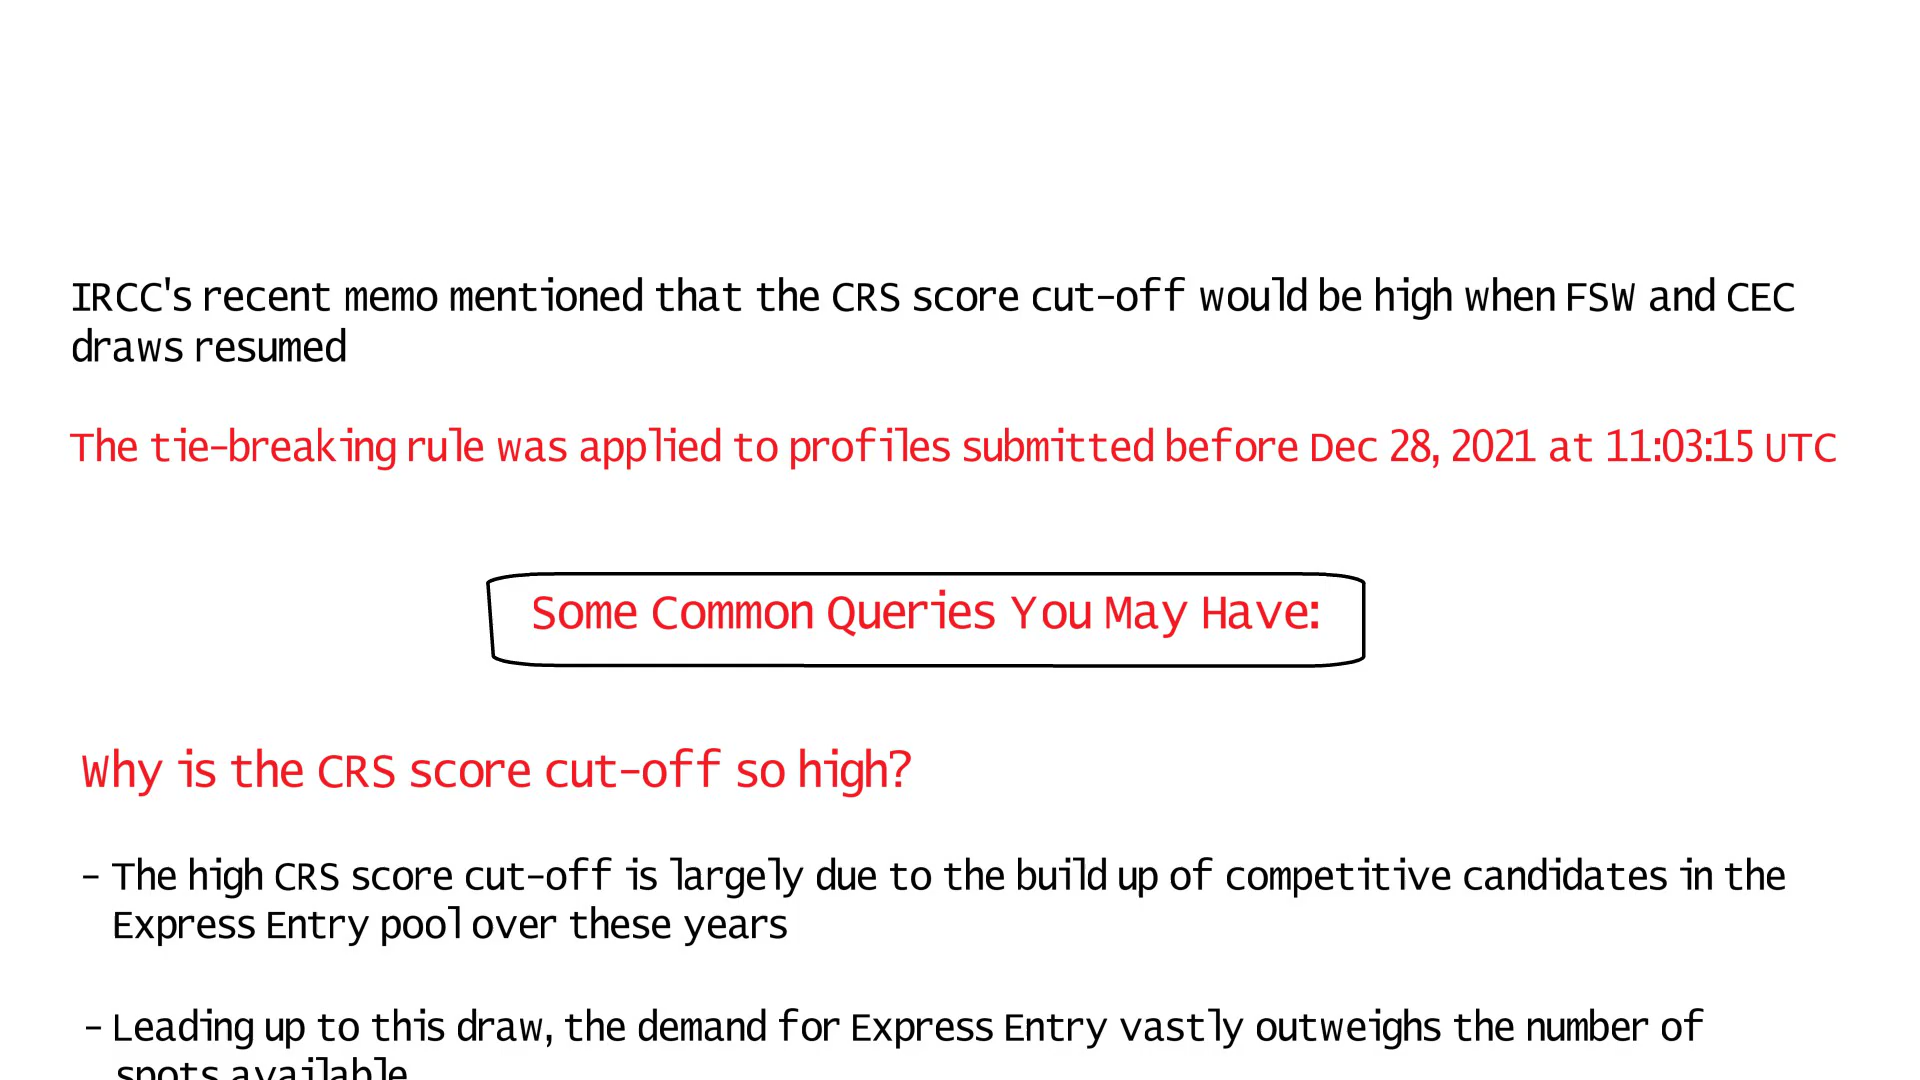 IRCC's recent memo mentioned that the CRS score cut-off would be high when FSW and CEC
draws resumed
The tie-breaking rule was applied to profiles submitted before Dec 28, 2021 at 11:03:15 UTC
Some Common Queries You May Have:
Why is the CRS score cut-off so high?
- The high CRS score cut-off is largely due to the build up of competitive candidates in the
Express Entry pool over these years
- Leading up to this draw, the demand for Express Entry vastly outweighs the number of
spots available